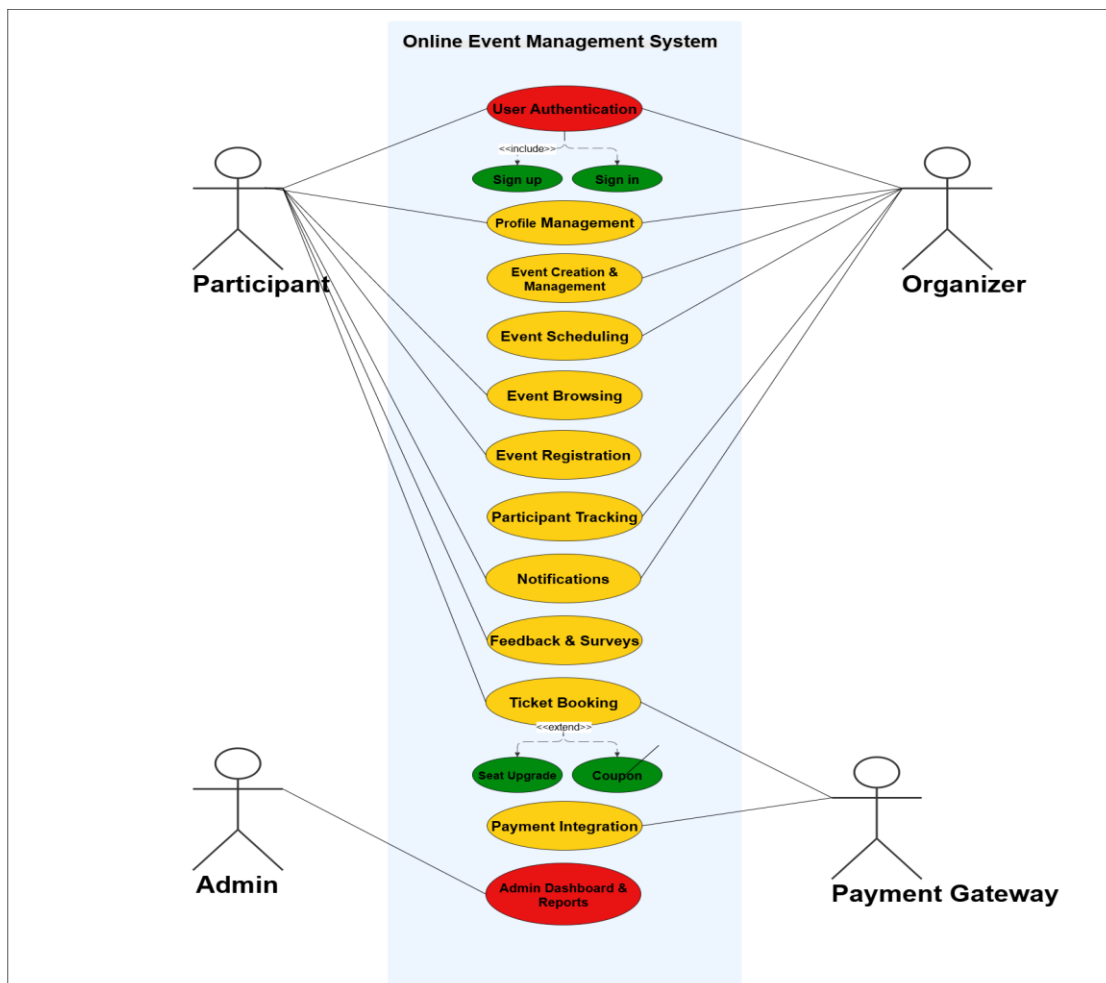 Online Event Management System
User Authentication
<<include>>
Sign up
Sign in
Profile Management
Participant
Organizer
Event Creation &
Management
Event Scheduling
Event Browsing
Event Registration
Participant Tracking
Notifications
Feedback & Surveys
Ticket Booking
<<extend>>
Seat Upgrade
Coupon
Payment Integration
Admin
Payment Gateway
Admin Dashboard &
Reports